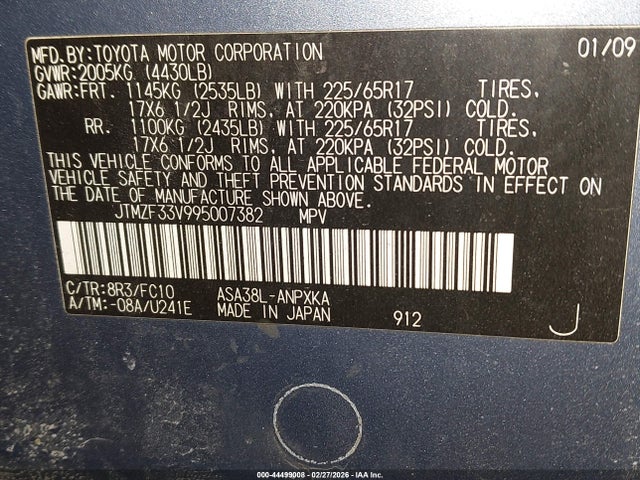 MFD.BY:TOYOTA MOTOR CORPORATION 01/09
GVWR:2005KG (4430LB)
GAWR:FRT. 1145KG (2535LB) WITH 225/65R17 TIRES,
17X6 1/2J RIMS, AT 220KPA (32PSI) COLD.
RR. 1100KG (2435LB) WITH 225/65R17 TIRES,
17X6 1/2J RIMS, AT 220KPA (32PSI) COLD.
THIS VEHICLE CONFORMS TO ALL APPLICABLE FEDERAL MOTOR
VEHICLE SAFETY AND THEFT PREVENTION STANDARDS IN EFFECT ON
THE DATE OF MANUFACTURE SHOWN ABOVE.
JTMZF33V995007382 MPV
C/TR:8R3/FC10 ASA38L-ANPXKA
A/TM:-08A/U241E MADE IN JAPAN 912 J
000-44499008 - 02/27/2026 - IAA Inc.